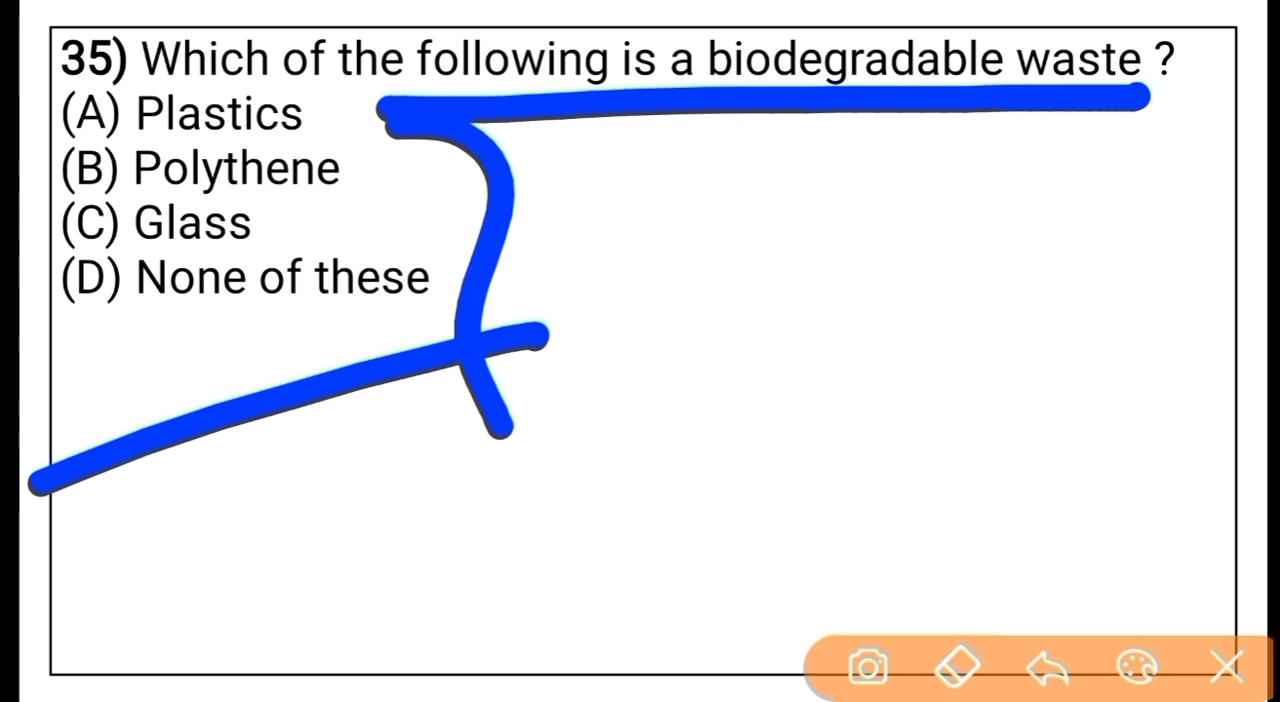 35) Which of the following is a biodegradable waste ?
(A) Plastics
(B) Polythene
(C) Glass
(D) None of these